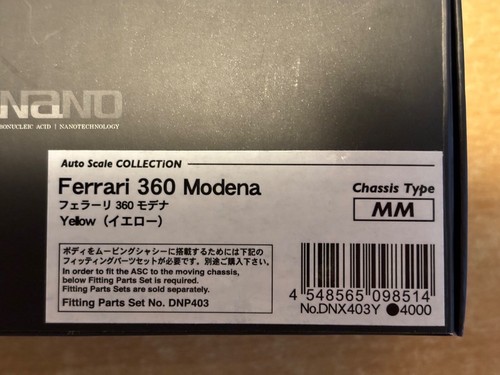 NaNO
BONUCLEIC ACID | NANOTECHNOLOGY
Auto Scale COLLECTiON
Ferrari 360 Modena
フェラーリ 360 モデナ
Yellow（イエロー）
Chassis Type
MM
ボディをムービングシャシーに搭載するためには下記の
フィッティングパーツセットが必要です。別途ご購入下さい。
In order to fit the ASC to the moving chassis,
below Fitting Parts Set is required.
Fitting Parts Sets are sold separately.
Fitting Parts Set No. DNP403
4 548565 098514
No.DNX403Y ●4000